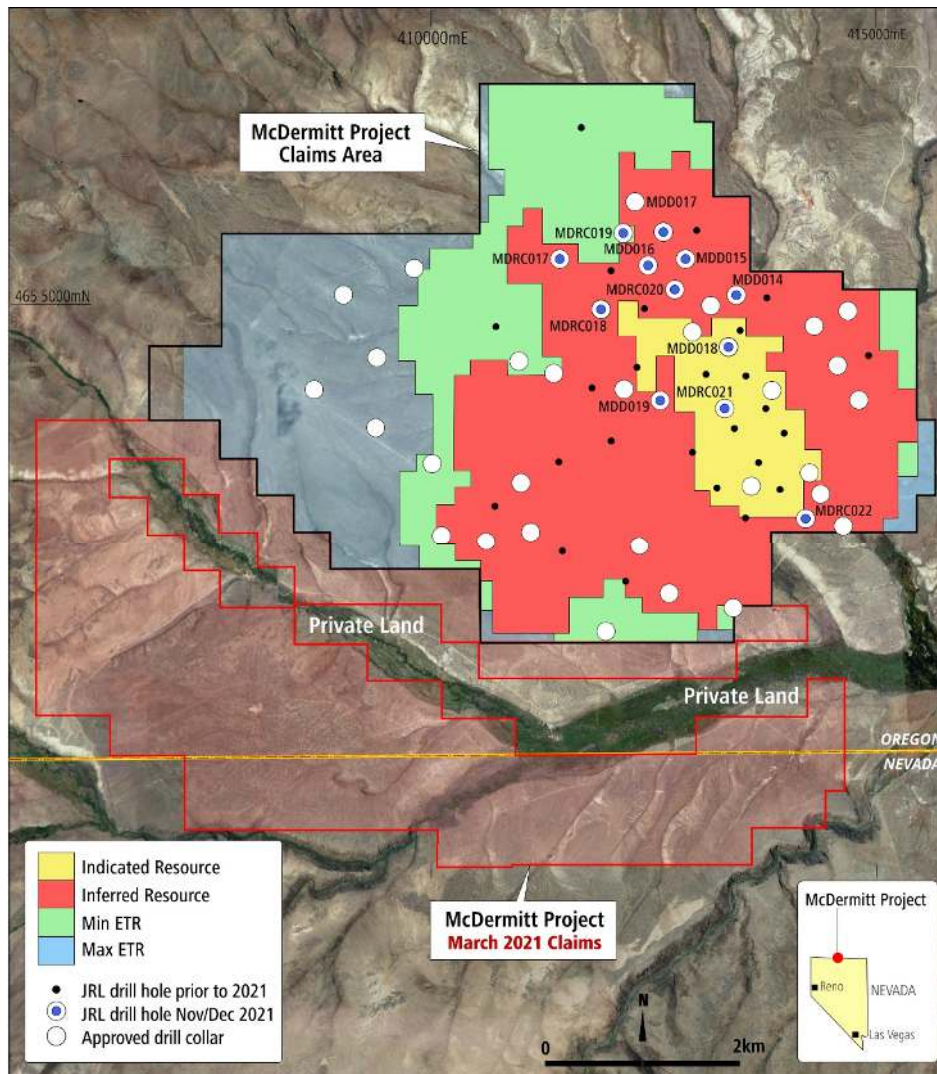 410000mE
415000mE
McDermitt Project
Claims Area
MDD017
MDRC019
MDD016
MDRC017
MDD015
MDRC020
MDD014
465 5000mN
MDRC018
MDD018
MDRC021
MDD019
MDRC022
Private Land
Private Land
OREGON
NEVADA
Indicated Resource
Inferred Resource
Min ETR
Max ETR
JRL drill hole prior to 2021
JRL drill hole Nov/Dec 2021
Approved drill collar
McDermitt Project
March 2021 Claims
N
0
2km
McDermitt Project
Reno
NEVADA
Las Vegas